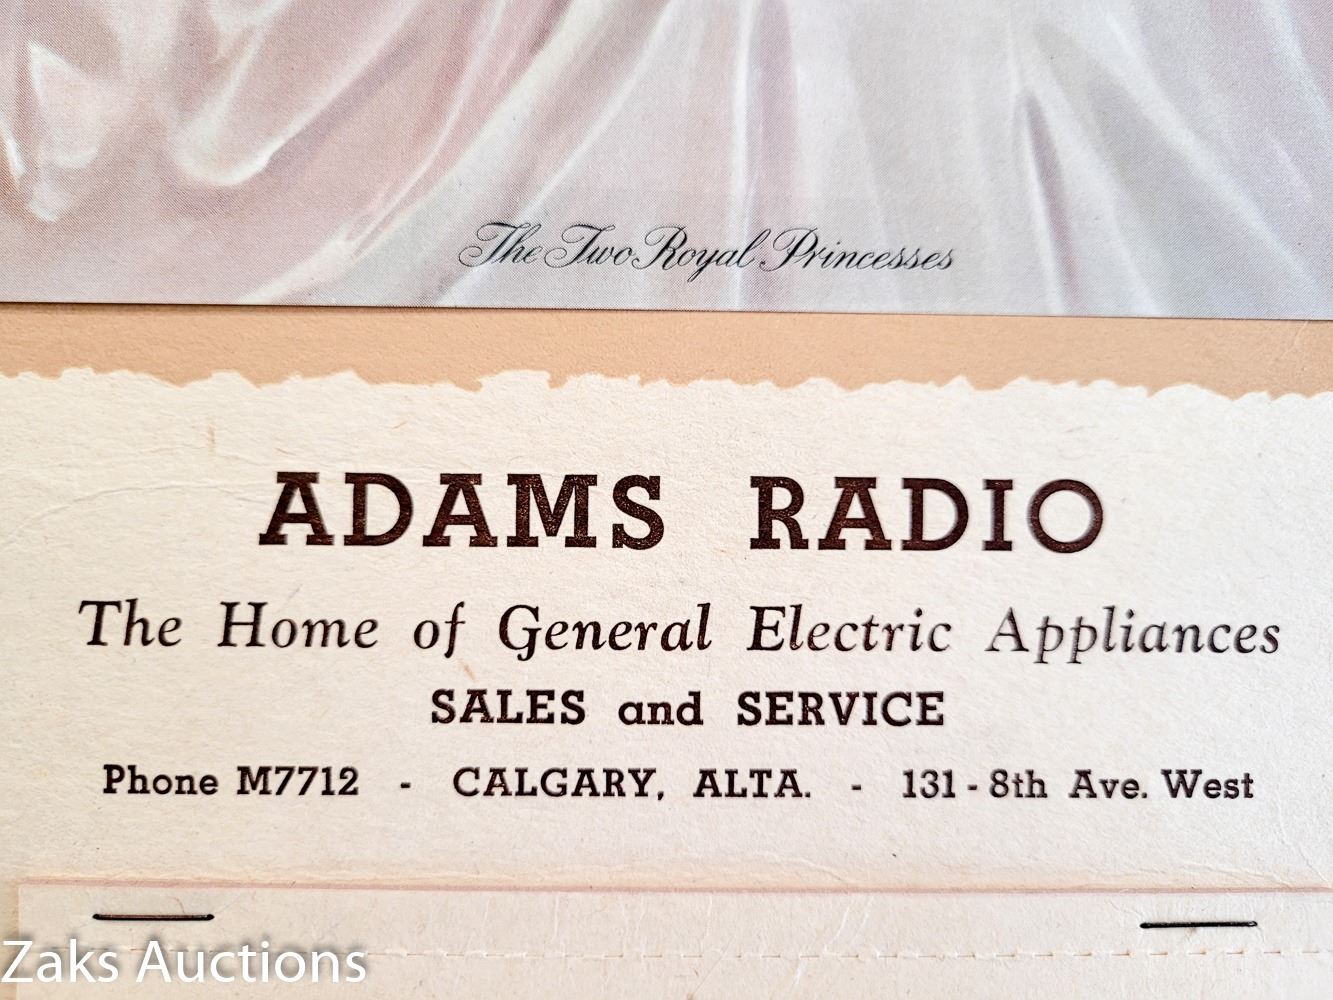 The Two Royal Princesses
ADAMS RADIO
The Home of General Electric Appliances
SALES and SERVICE
Phone M7712 - CALGARY, ALTA. - 131 - 8th Ave. West
Zaks Auctions